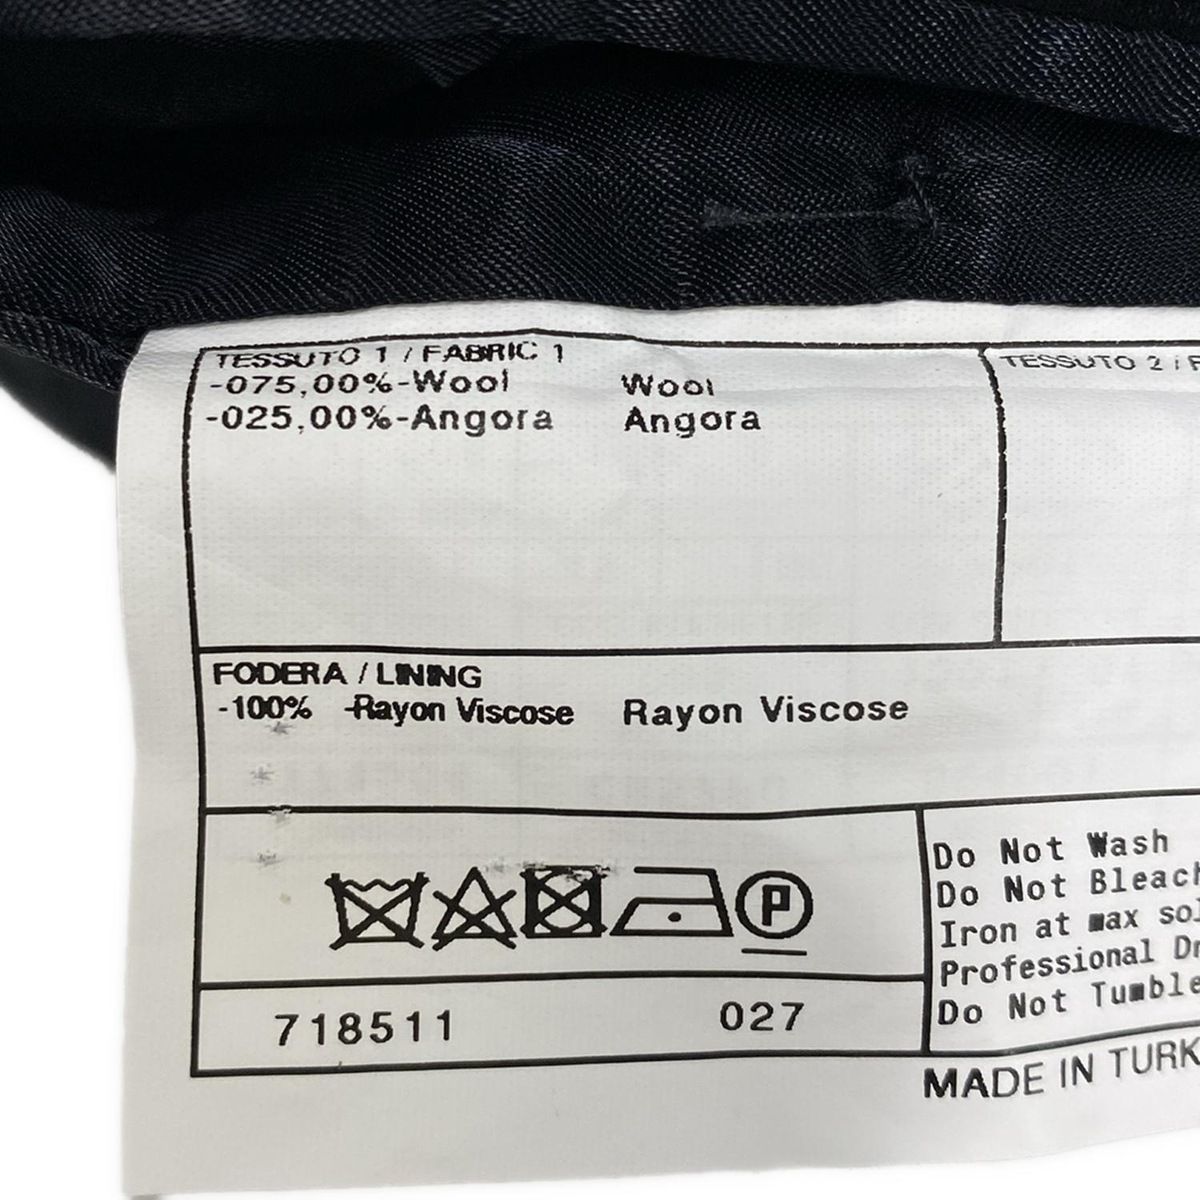 TESSUTO 1 / FABRIC 1
-075,00%-Wool Wool
-025,00%-Angora Angora
TESSUTO 2 / F
FODERA / LINING
-100% -Rayon Viscose Rayon Viscose
P
718511 027
Do Not Wash
Do Not Bleach
Iron at max sol
Professional Dr
Do Not Tumble
MADE IN TURK